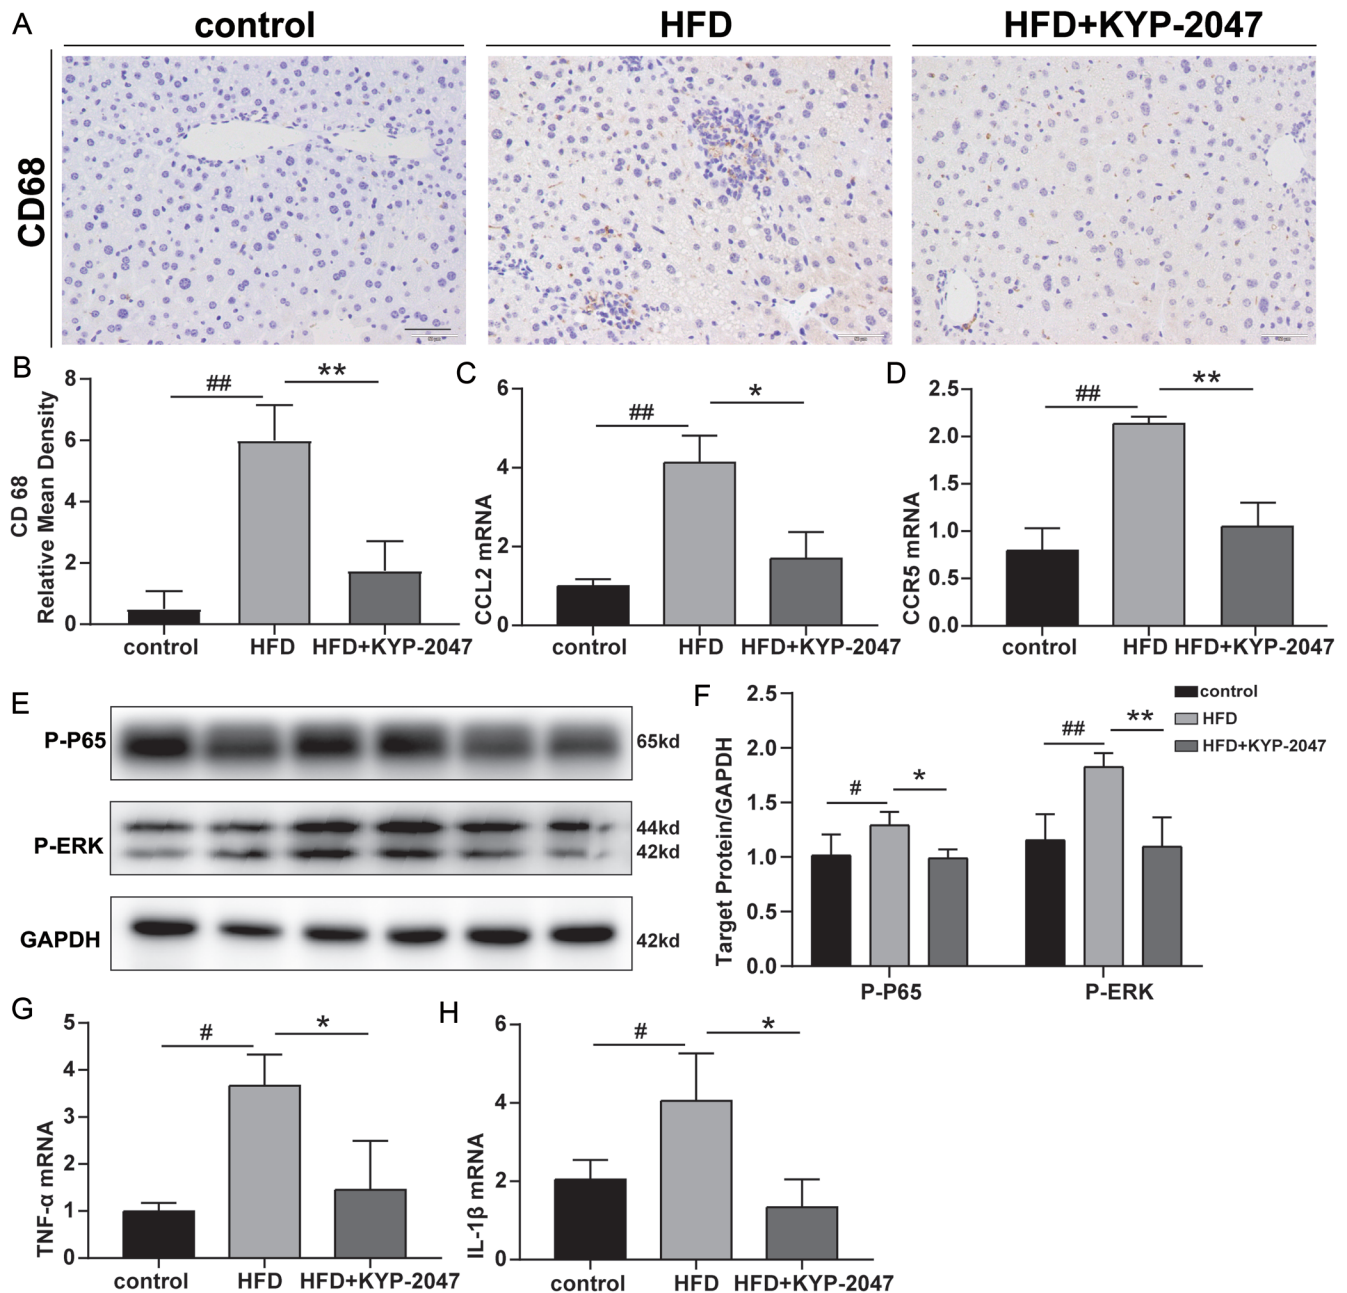 A
control
HFD
HFD+KYP-2047
CD68
B
CD 68
Relative Mean Density
8
6
4
2
0
##
**
control
HFD
HFD+KYP-2047
C
CCL2 mRNA
6
4
2
0
##
*
control
HFD
HFD+KYP-2047
D
CCR5 mRNA
2.5
2.0
1.5
1.0
0.5
0.0
##
**
control
HFD
HFD+KYP-2047
E
P-P65
65kd
P-ERK
44kd
42kd
GAPDH
42kd
F
Target Protein/GAPDH
2.5
2.0
1.5
1.0
0.5
0.0
#
*
##
**
P-P65
P-ERK
control
HFD
HFD+KYP-2047
G
TNF-α mRNA
5
4
3
2
1
0
#
*
control
HFD
HFD+KYP-2047
H
IL-1β mRNA
6
4
2
0
#
*
control
HFD
HFD+KYP-2047